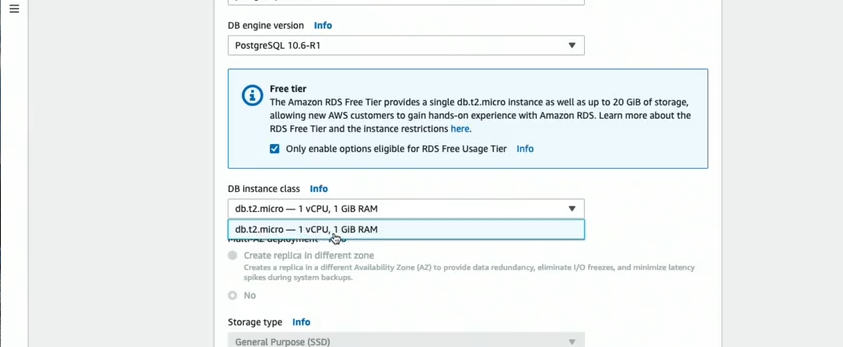 DB engine version Info
PostgreSQL 10.6-R1
Free tier
The Amazon RDS Free Tier provides a single db.t2.micro instance as well as up to 20 GiB of storage,
allowing new AWS customers to gain hands-on experience with Amazon RDS. Learn more about the
RDS Free Tier and the instance restrictions here.
Only enable options eligible for RDS Free Usage Tier Info
DB instance class Info
db.t2.micro — 1 vCPU, 1 GiB RAM
db.t2.micro — 1 vCPU, 1 GiB RAM
Multi-AZ deployment
Create replica in different zone
Creates a replica in a different Availability Zone (AZ) to provide data redundancy, eliminate I/O freezes, and minimize latency
spikes during system backups.
No
Storage type Info
General Purpose (SSD)